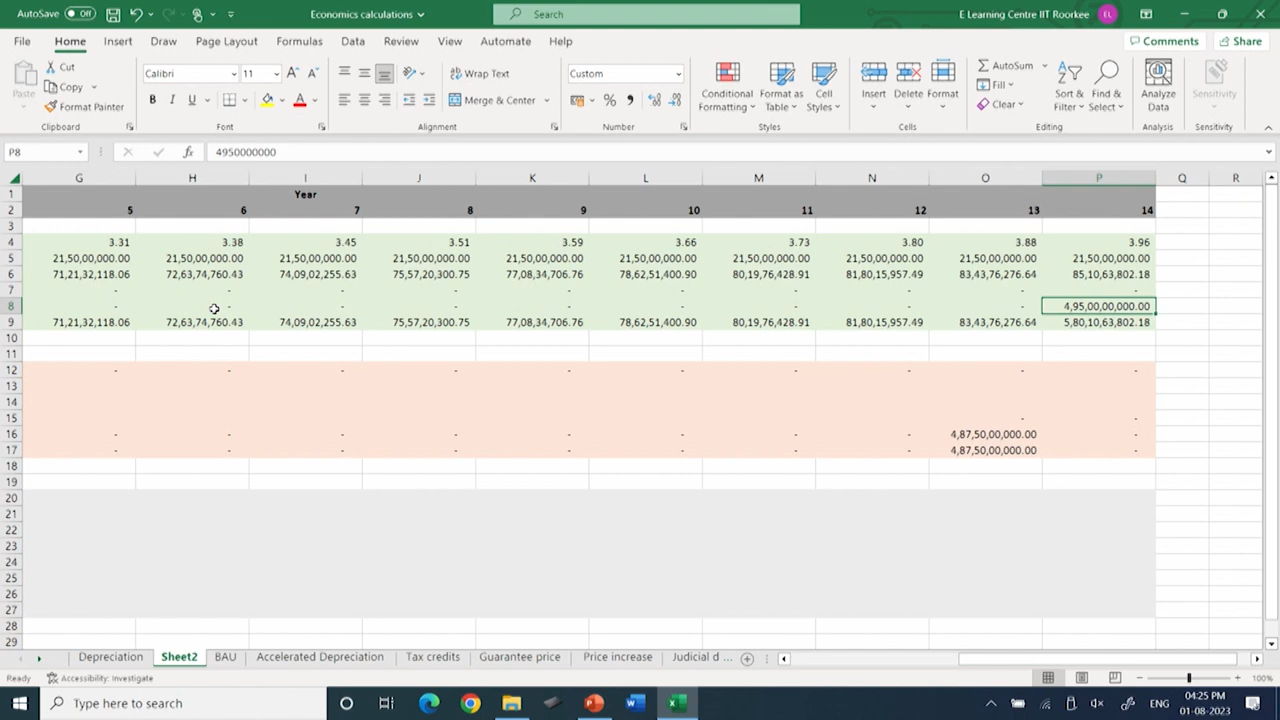 AutoSave Off Economics calculations Search E Learning Centre IIT Roorkee EL
File Home Insert Draw Page Layout Formulas Data Review View Automate Help Comments Share
Paste Cut Copy Format Painter Clipboard
Calibri 11 B I U Font
Wrap Text Merge & Center Alignment
Custom % Number
Conditional Formatting Format as Table Cell Styles Styles
Insert Delete Format Cells
AutoSum Fill Clear Sort & Filter Find & Select Editing
Analyze Data Analysis
Sensitivity Sensitivity
P8 fx 4950000000
G H I J K L M N O P Q R
1 Year
2 5 6 7 8 9 10 11 12 13 14
3
4 3.31 3.38 3.45 3.51 3.59 3.66 3.73 3.80 3.88 3.96
5 21,50,00,000.00 21,50,00,000.00 21,50,00,000.00 21,50,00,000.00 21,50,00,000.00 21,50,00,000.00 21,50,00,000.00 21,50,00,000.00 21,50,00,000.00 21,50,00,000.00
6 71,21,32,118.06 72,63,74,760.43 74,09,02,255.63 75,57,20,300.75 77,08,34,706.76 78,62,51,400.90 80,19,76,428.91 81,80,15,957.49 83,43,76,276.64 85,10,63,802.18
7 - - - - - - - - - -
8 - - - - - - - - - 4,95,00,00,000.00
9 71,21,32,118.06 72,63,74,760.43 74,09,02,255.63 75,57,20,300.75 77,08,34,706.76 78,62,51,400.90 80,19,76,428.91 81,80,15,957.49 83,43,76,276.64 5,80,10,63,802.18
10
11
12 - - - - - - - - - -
13
14
15 - -
16 - - - - - - - - 4,87,50,00,000.00 -
17 - - - - - - - - 4,87,50,00,000.00 -
18
19
20
21
22
23
24
25
26
27
28
29
Depreciation Sheet2 BAU Accelerated Depreciation Tax credits Guarantee price Price increase Judicial d ...
Ready Accessibility: Investigate 100%
Type here to search ENG 04:25 PM 01-08-2023